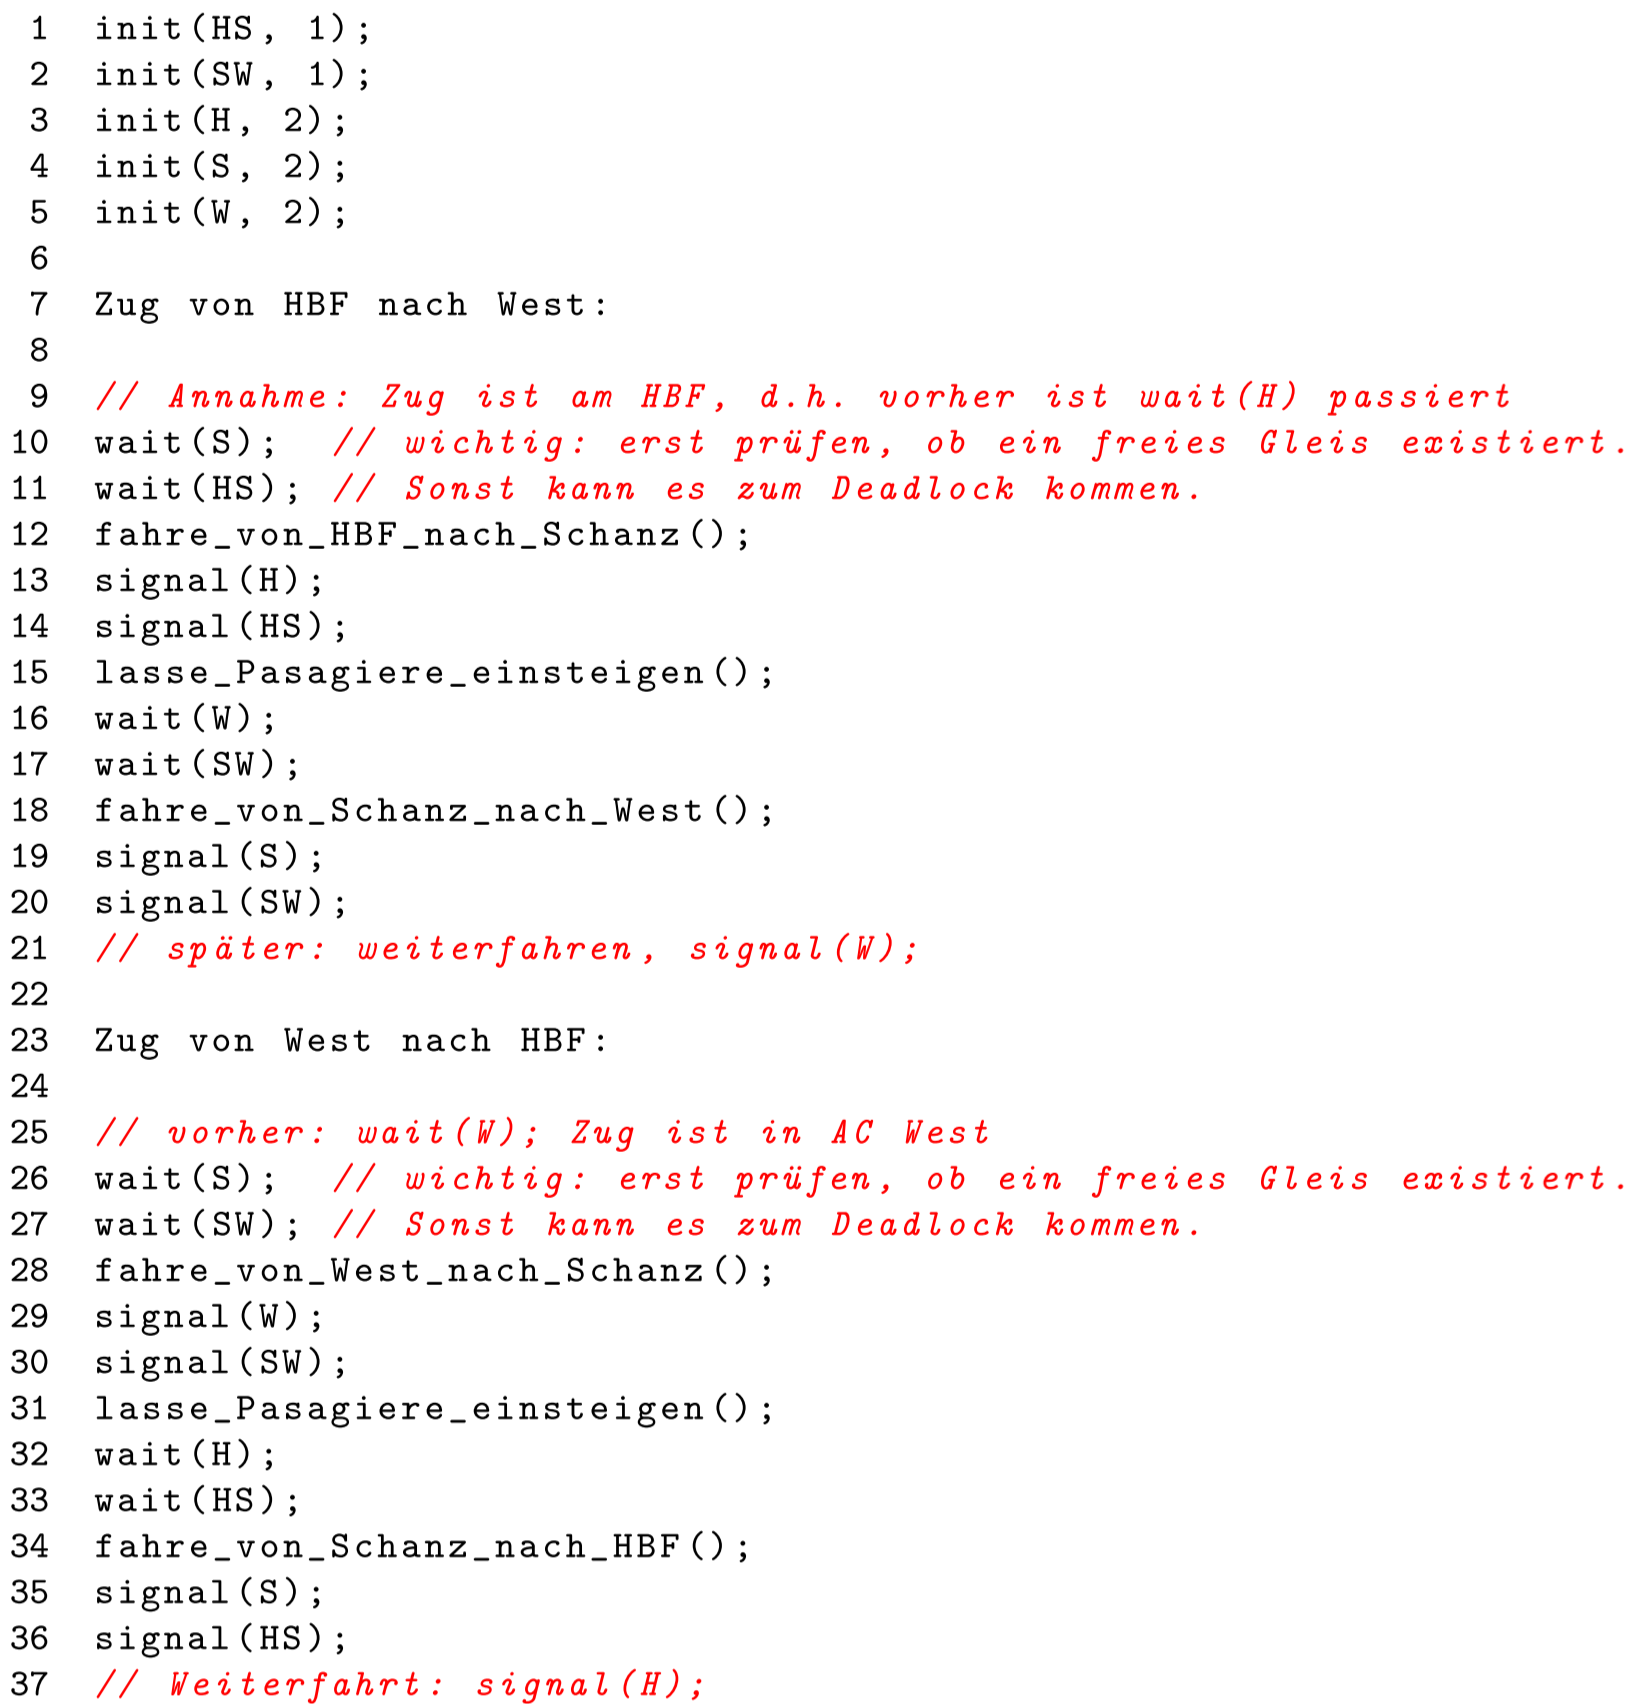 1 init(HS, 1);
2 init(SW, 1);
3 init(H, 2);
4 init(S, 2);
5 init(W, 2);
6
7 Zug von HBF nach West:
8
9 // Annahme: Zug ist am HBF, d.h. vorher ist wait(H) passiert
10 wait(S); // wichtig: erst prüfen, ob ein freies Gleis existiert.
11 wait(HS); // Sonst kann es zum Deadlock kommen.
12 fahre_von_HBF_nach_Schanz();
13 signal(H);
14 signal(HS);
15 lasse_Pasagiere_einsteigen();
16 wait(W);
17 wait(SW);
18 fahre_von_Schanz_nach_West();
19 signal(S);
20 signal(SW);
21 // später: weiterfahren, signal(W);
22
23 Zug von West nach HBF:
24
25 // vorher: wait(W); Zug ist in AC West
26 wait(S); // wichtig: erst prüfen, ob ein freies Gleis existiert.
27 wait(SW); // Sonst kann es zum Deadlock kommen.
28 fahre_von_West_nach_Schanz();
29 signal(W);
30 signal(SW);
31 lasse_Pasagiere_einsteigen();
32 wait(H);
33 wait(HS);
34 fahre_von_Schanz_nach_HBF();
35 signal(S);
36 signal(HS);
37 // Weiterfahrt: signal(H);